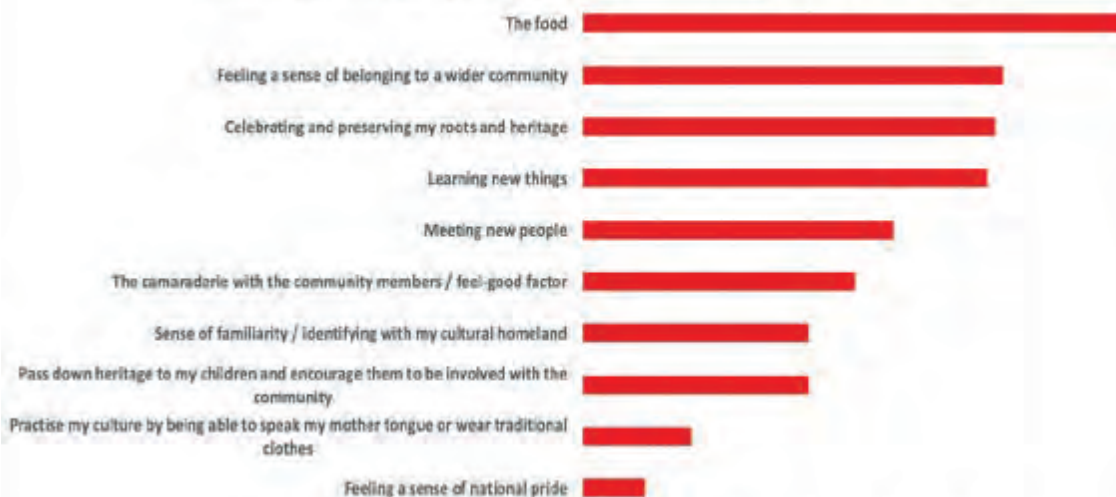 The food
Feeling a sense of belonging to a wider community
Celebrating and preserving my roots and heritage
Learning new things
Meeting new people
The camaraderie with the community members / feel-good factor
Sense of familiarity / identifying with my cultural homeland
Pass down heritage to my children and encourage them to be involved with the
community
Practise my culture by being able to speak my mother tongue or wear traditional
clothes
Feeling a sense of national pride